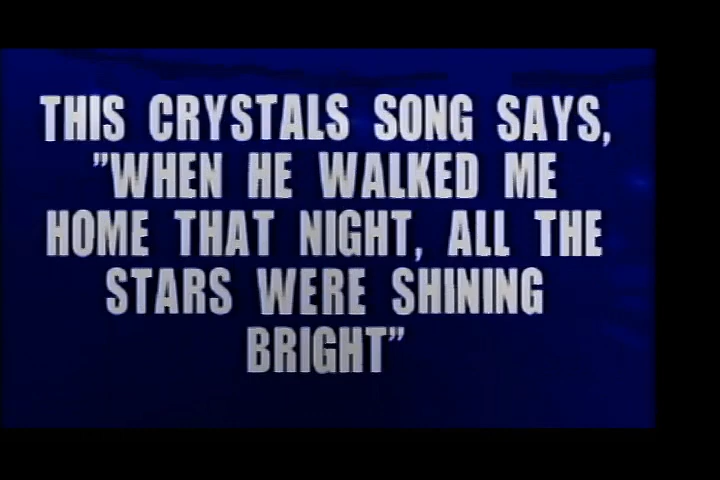 THIS CRYSTALS SONG SAYS,
"WHEN HE WALKED ME
HOME THAT NIGHT, ALL THE
STARS WERE SHINING
BRIGHT"